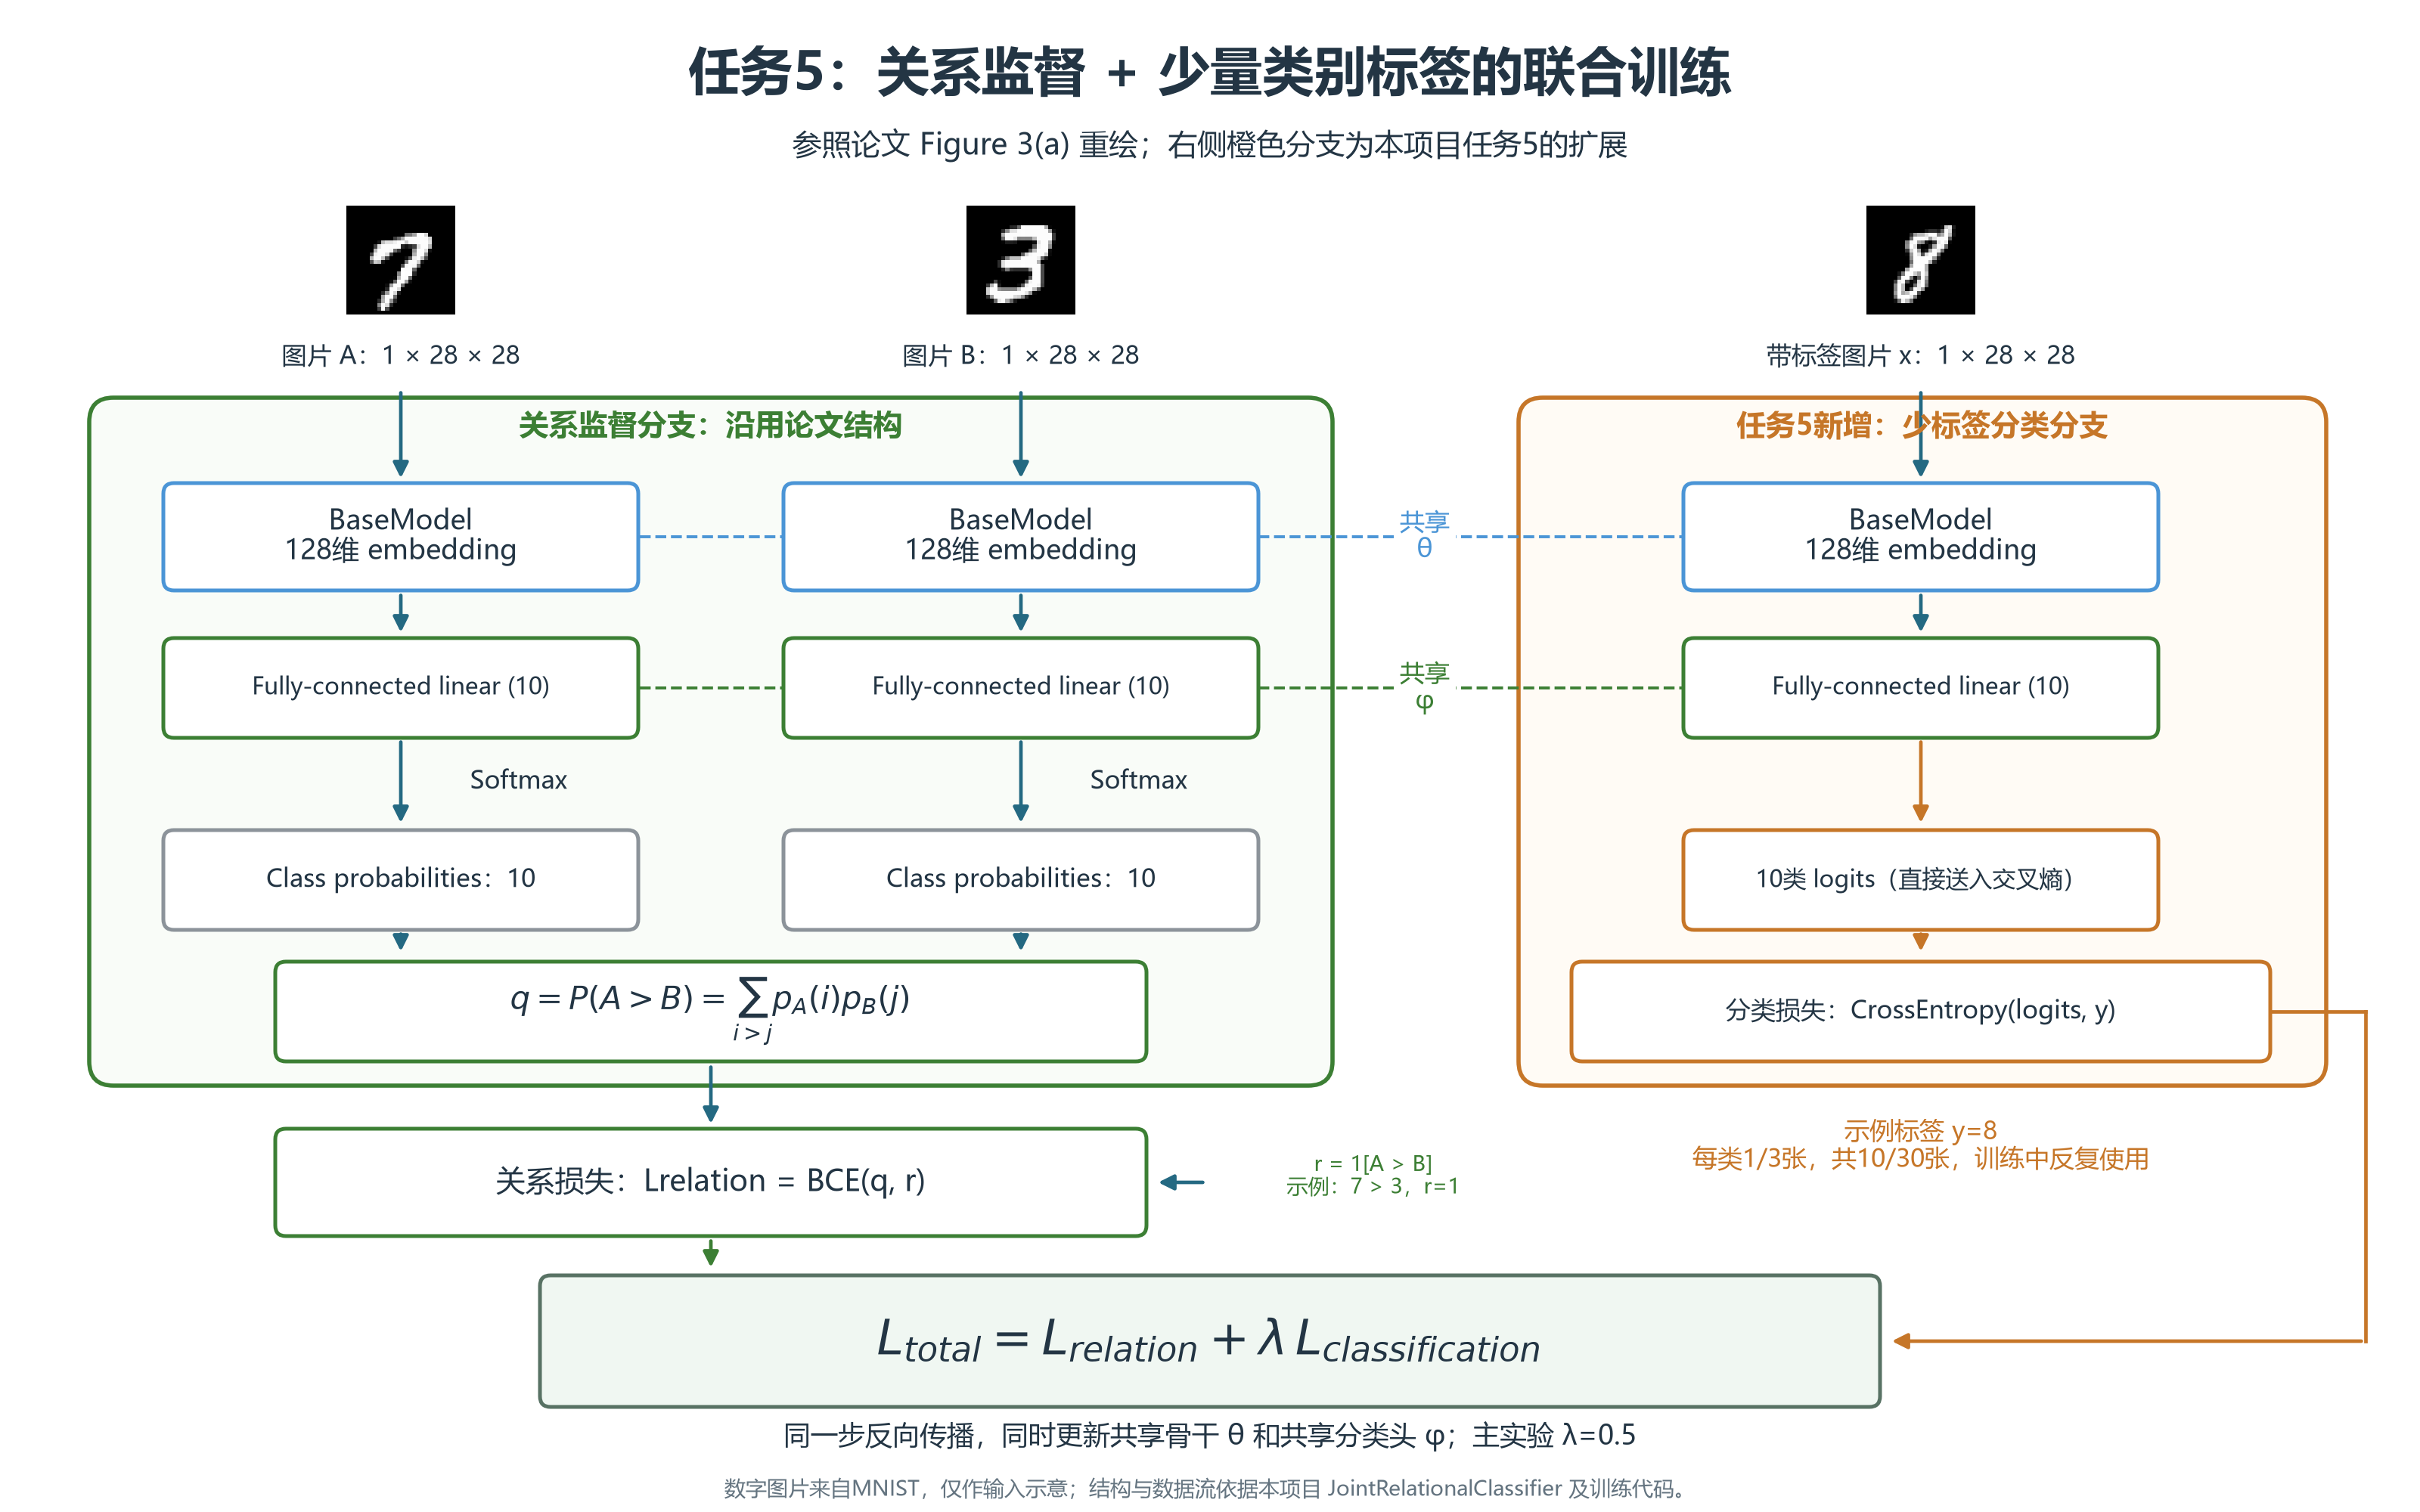 任务5：关系监督 + 少量类别标签的联合训练
参照论文 Figure 3(a) 重绘；右侧橙色分支为本项目任务5的扩展
图片 A：1 × 28 × 28
图片 B：1 × 28 × 28
带标签图片 x：1 × 28 × 28
关系监督分支：沿用论文结构
任务5新增：少标签分类分支
BaseModel
128维 embedding
BaseModel
128维 embedding
共享
θ
BaseModel
128维 embedding
Fully-connected linear (10)
Fully-connected linear (10)
共享
φ
Fully-connected linear (10)
Softmax
Softmax
Class probabilities：10
Class probabilities：10
10类 logits（直接送入交叉熵）
q = P(A > B) = ∑_{i > j} p_A(i)p_B(j)
分类损失：CrossEntropy(logits, y)
关系损失：Lrelation = BCE(q, r)
r = 1[A > B]
示例：7 > 3，r=1
示例标签 y=8
每类1/3张，共10/30张，训练中反复使用
L_{total} = L_{relation} + λ L_{classification}
同一步反向传播，同时更新共享骨干 θ 和共享分类头 φ；主实验 λ=0.5
数字图片来自MNIST，仅作输入示意；结构与数据流依据本项目 JointRelationalClassifier 及训练代码。